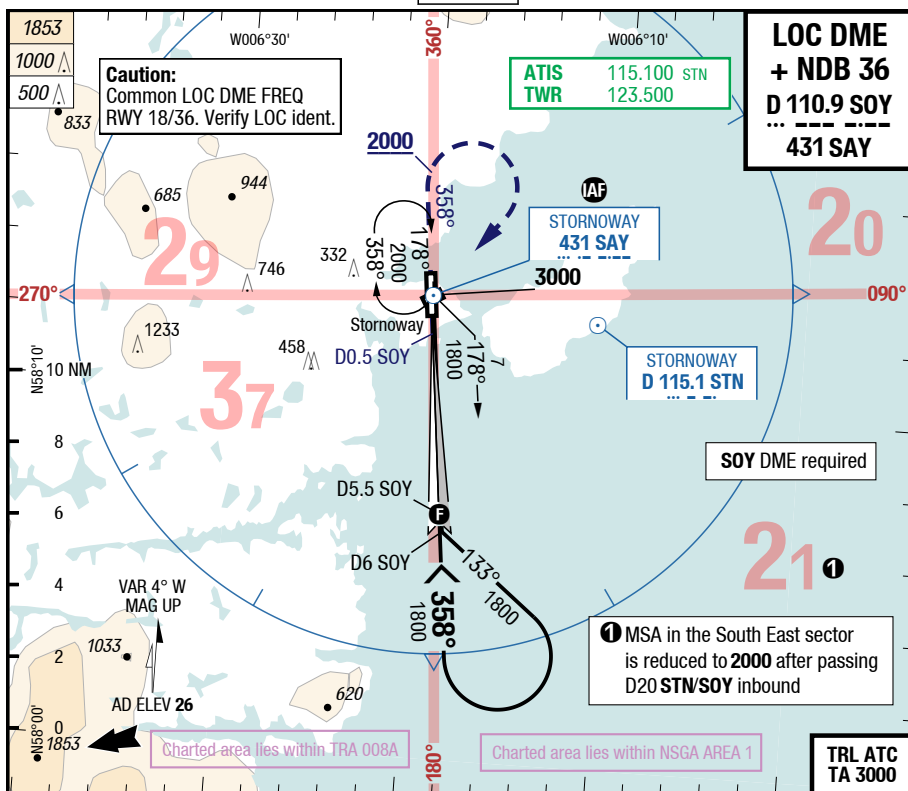 1853
1000
500
833
W006°30'
360°
W006°10'
Caution:
Common LOC DME FREQ
RWY 18/36. Verify LOC ident.
ATIS 115.100 STN
TWR 123.500
LOC DME
+ NDB 36
D 110.9 SOY
431 SAY
2000
358°
IAF
STORNOWAY
431 SAY
685
944
29
20
332
746
178°
2000
358°
3000
270°
090°
Stornoway
1233
458
D0.5 SOY
7
178°
1800
STORNOWAY
D 115.1 STN
N58°10'
10 NM
37
8
6
4
2
0
SOY DME required
D5.5 SOY
F
D6 SOY
133°
1800
358°
1800
21 1
VAR 4° W
MAG UP
1033
AD ELEV 26
620
1 MSA in the South East sector
is reduced to 2000 after passing
D20 STN/SOY inbound
N58°00'
1853
Charted area lies within TRA 008A
180°
Charted area lies within NSGA AREA 1
TRL ATC
TA 3000